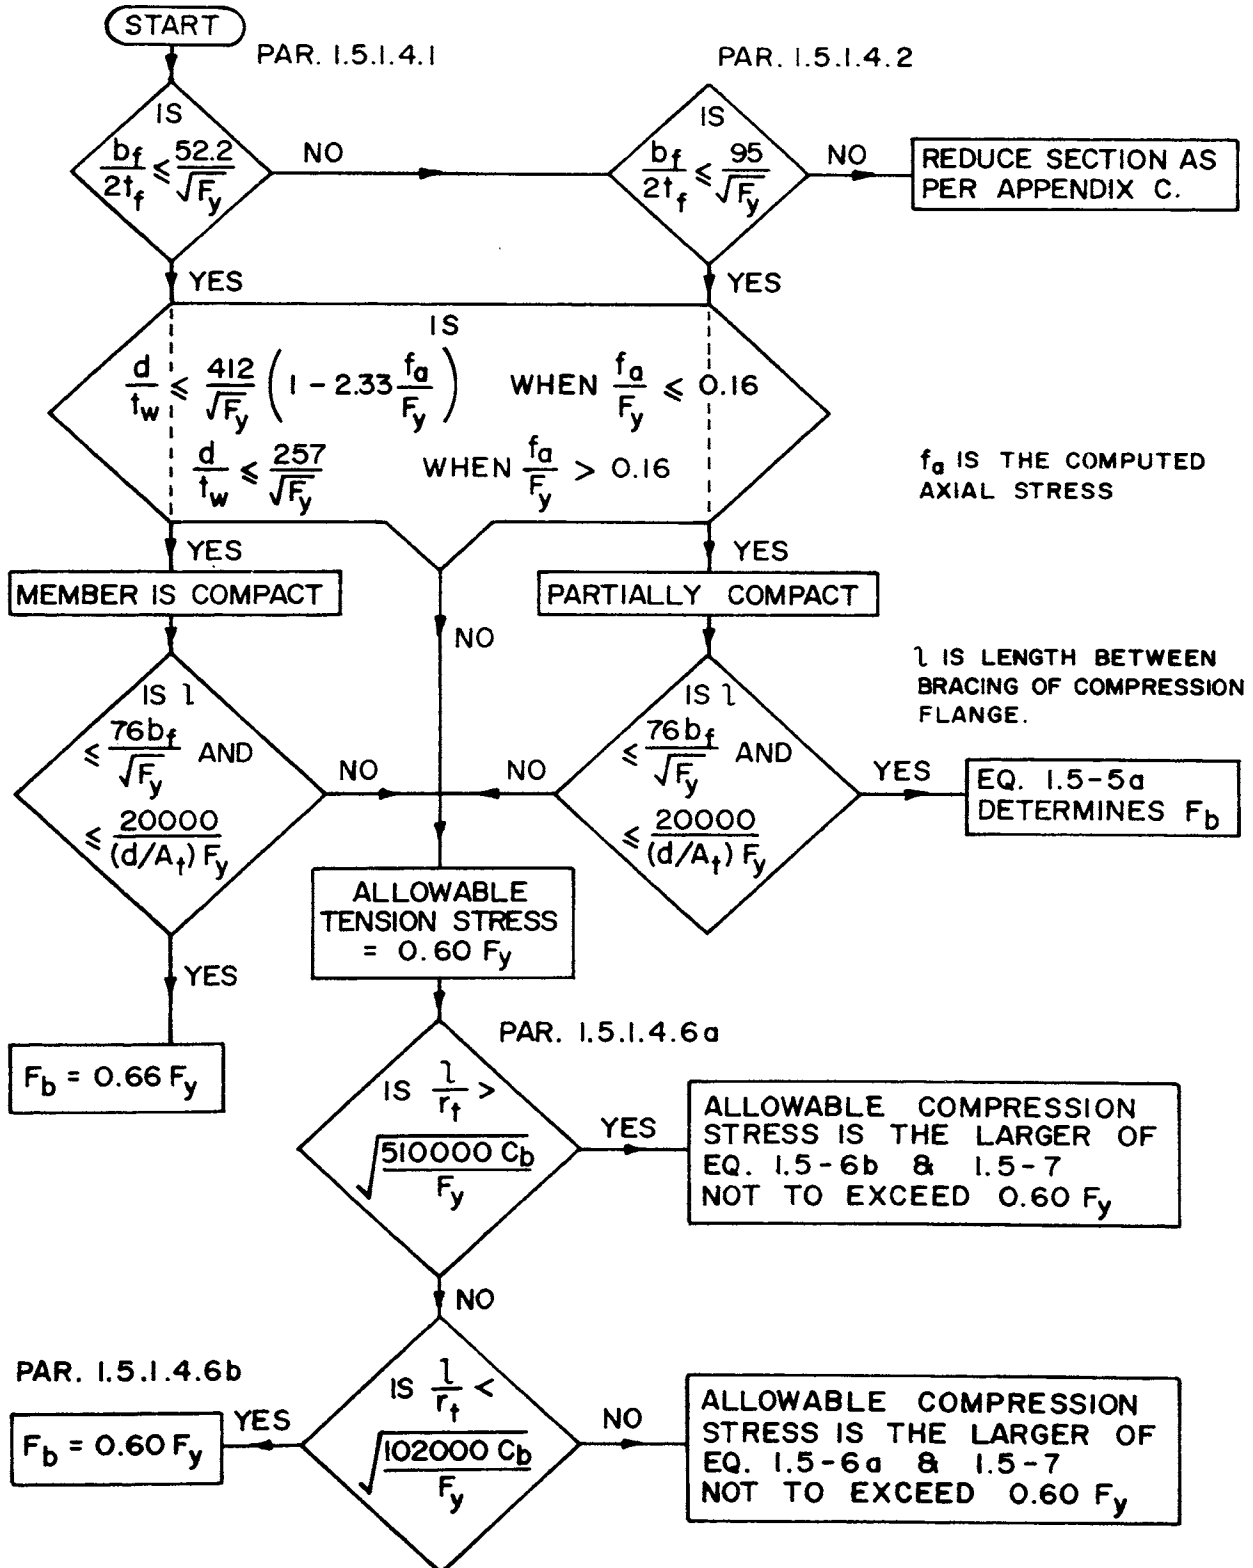 START
PAR. 1.5.1.4.1
PAR. 1.5.1.4.2
IS
b_f/2t_f ≤ 52.2/√F_y
NO
IS
b_f/2t_f ≤ 95/√F_y
NO
REDUCE SECTION AS
PER APPENDIX C.
YES
YES
IS
d/t_w ≤ 412/√F_y (1 - 2.33 f_a/F_y) WHEN f_a/F_y ≤ 0.16
d/t_w ≤ 257/√F_y WHEN f_a/F_y > 0.16
f_a IS THE COMPUTED
AXIAL STRESS
YES
YES
MEMBER IS COMPACT
PARTIALLY COMPACT
NO
l IS LENGTH BETWEEN
BRACING OF COMPRESSION
FLANGE.
IS l
≤ 76b_f/√F_y AND
≤ 20000/(d/A_t) F_y
NO
IS l
≤ 76b_f/√F_y AND
≤ 20000/(d/A_t) F_y
NO
YES
EQ. 1.5-5a
DETERMINES F_b
ALLOWABLE
TENSION STRESS
= 0.60 F_y
YES
F_b = 0.66 F_y
PAR. 1.5.1.4.6a
IS l/r_t >
√(510000 C_b/F_y)
YES
ALLOWABLE COMPRESSION
STRESS IS THE LARGER OF
EQ. 1.5-6b & 1.5-7
NOT TO EXCEED 0.60 F_y
NO
PAR. 1.5.1.4.6b
IS l/r_t <
√(102000 C_b/F_y)
YES
F_b = 0.60 F_y
NO
ALLOWABLE COMPRESSION
STRESS IS THE LARGER OF
EQ. 1.5-6a & 1.5-7
NOT TO EXCEED 0.60 F_y